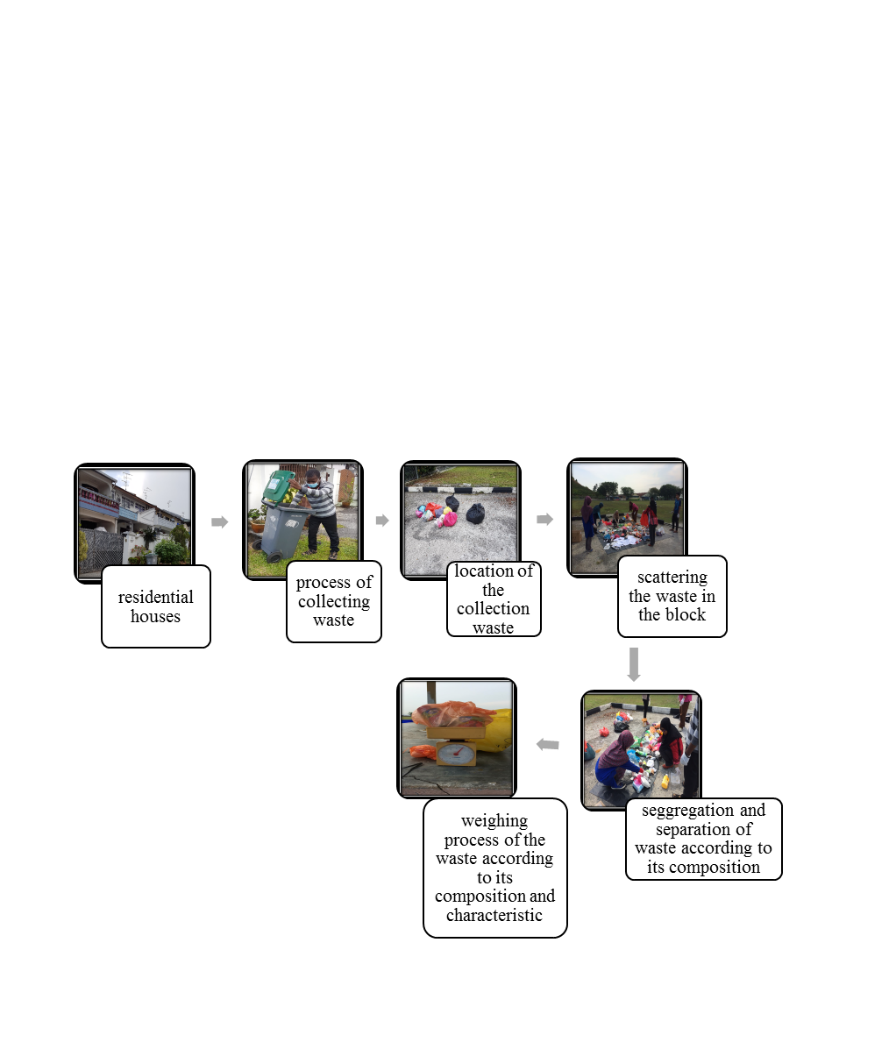 residential
houses
process of
collecting
waste
location of
the
collection
waste
scattering
the waste in
the block
seggregation and
separation of
waste according to
its composition
weighing
process of the
waste according
to its
composition and
characteristic